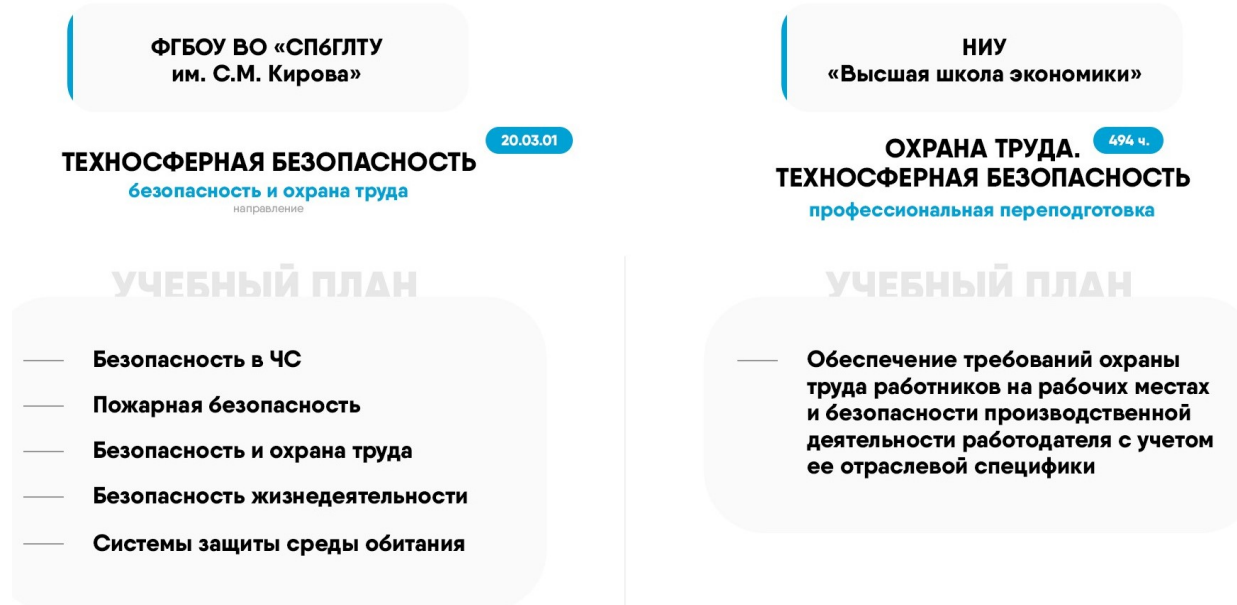 ФГБОУ ВО «СПбГЛТУ
им. С.М. Кирова»
20.03.01
ТЕХНОСФЕРНАЯ БЕЗОПАСНОСТЬ
безопасность и охрана труда
направление
УЧЕБНЫЙ ПЛАН
Безопасность в ЧС
Пожарная безопасность
Безопасность и охрана труда
Безопасность жизнедеятельности
Системы защиты среды обитания
НИУ
«Высшая школа экономики»
ОХРАНА ТРУДА.
494 ч.
ТЕХНОСФЕРНАЯ БЕЗОПАСНОСТЬ
профессиональная переподготовка
УЧЕБНЫЙ ПЛАН
Обеспечение требований охраны
труда работников на рабочих местах
и безопасности производственной
деятельности работодателя с учетом
ее отраслевой специфики